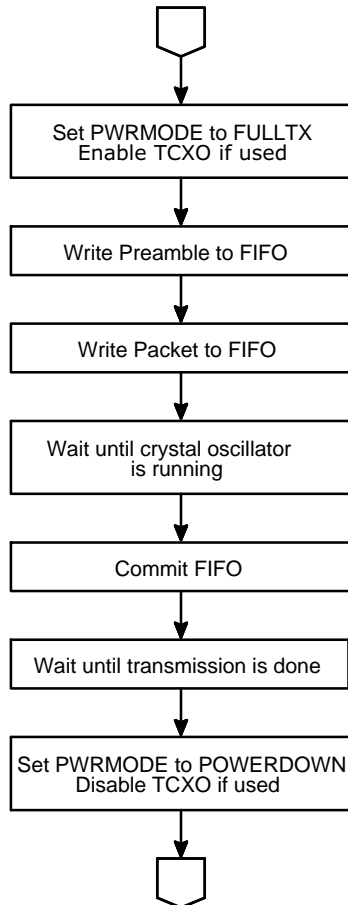 Set PWRMODE to FULLTX
Enable TCXO if used
Write Preamble to FIFO
Write Packet to FIFO
Wait until crystal oscillator
is running
Commit FIFO
Wait until transmission is done
Set PWRMODE to POWERDOWN
Disable TCXO if used